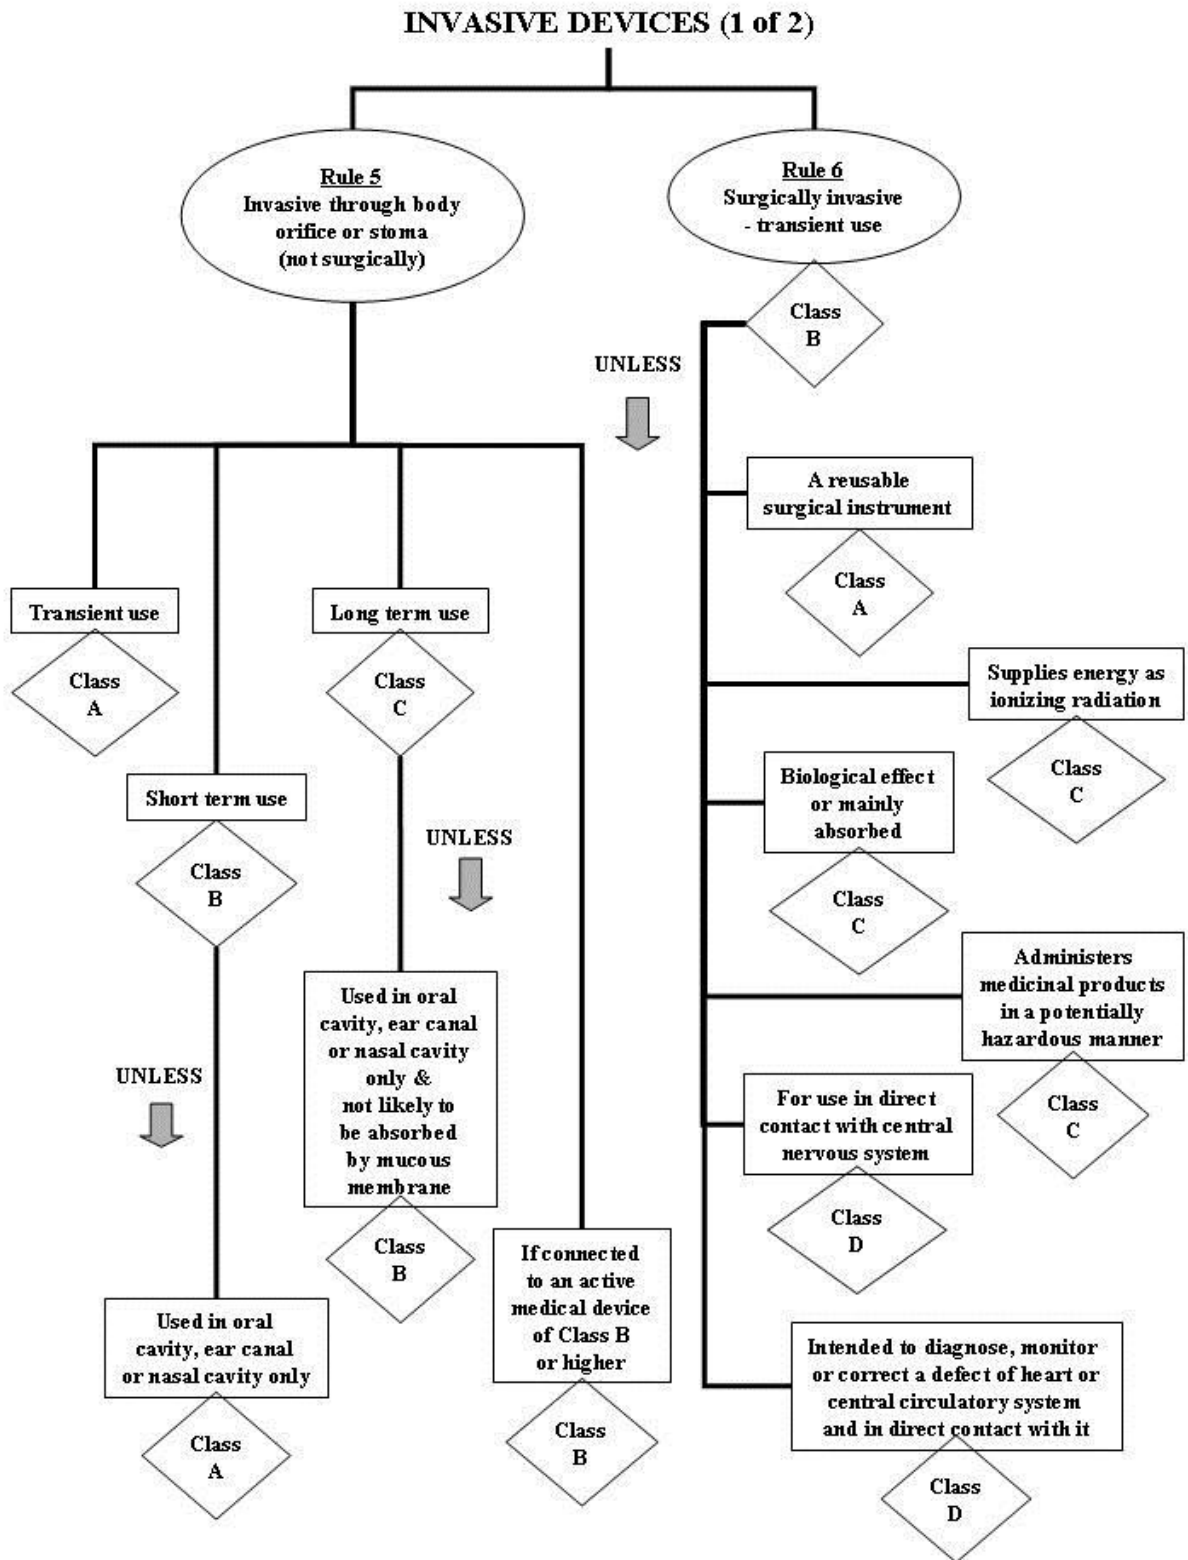 INVASIVE DEVICES (1 of 2)
Rule 5
Invasive through body
orifice or stoma
(not surgically)
Transient use
Class
A
Short term use
Class
B
UNLESS
Used in oral
cavity, ear canal
or nasal cavity only
Class
A
Long term use
Class
C
UNLESS
Used in oral
cavity, ear canal
or nasal cavity
only &
not likely to
be absorbed
by mucous
membrane
Class
B
If connected
to an active
medical device
of Class B
or higher
Class
B
Rule 6
Surgically invasive
- transient use
Class
B
UNLESS
A reusable
surgical instrument
Class
A
Supplies energy as
ionizing radiation
Class
C
Biological effect
or mainly
absorbed
Class
C
Administers
medicinal products
in a potentially
hazardous manner
Class
C
For use in direct
contact with central
nervous system
Class
D
Intended to diagnose, monitor
or correct a defect of heart or
central circulatory system
and in direct contact with it
Class
D